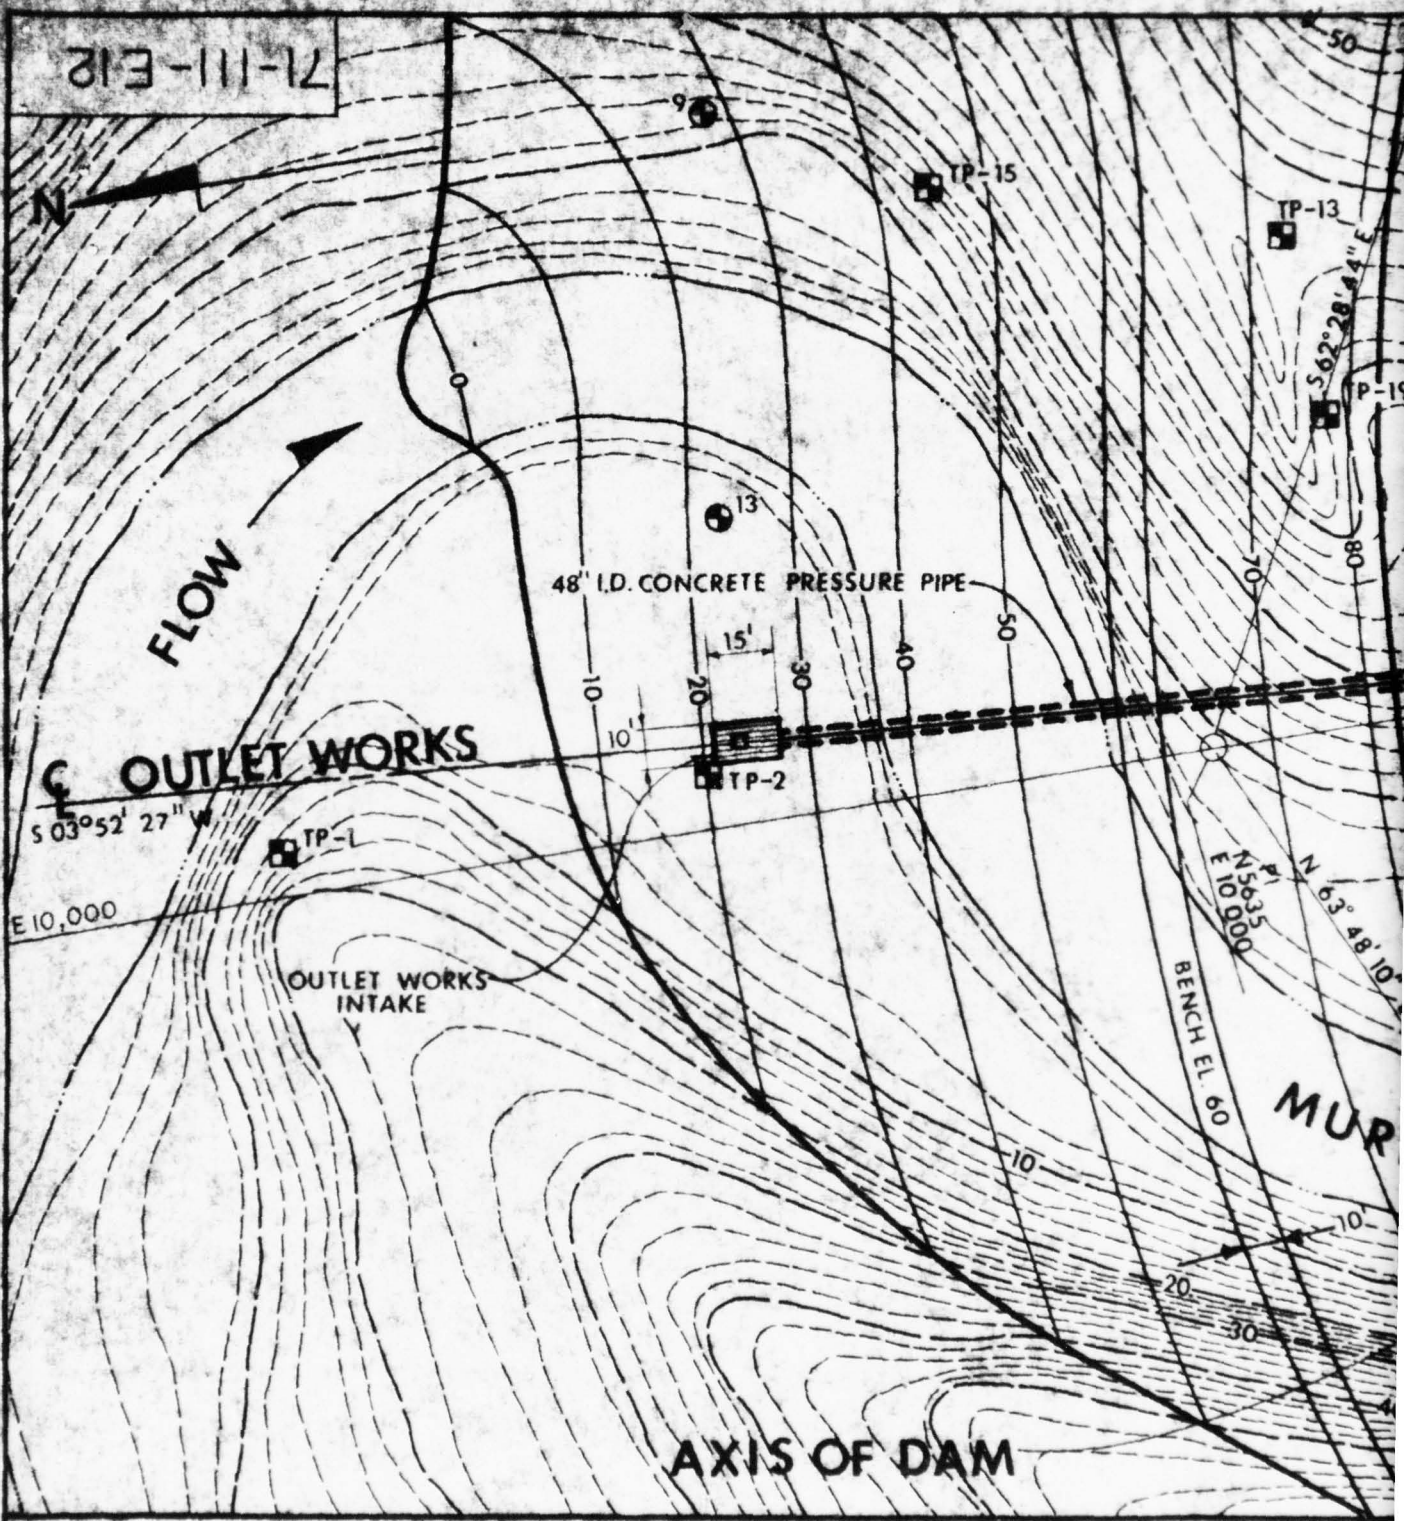 71-111-E12
50
9
TP-15
TP-13
N
S 62° 28' 44" E
TP-19
0
13
FLOW
48" I.D. CONCRETE PRESSURE PIPE
70
80
15'
50
40
30
20
10
10'
℄ OUTLET WORKS
S 03° 52' 27" W
TP-2
TP-1
E 10,000
PI
N5635
E 10 000
N 63° 48' 10"
OUTLET WORKS
INTAKE
BENCH EL. 60
MUR
10
10'
20
30
AXIS OF DAM